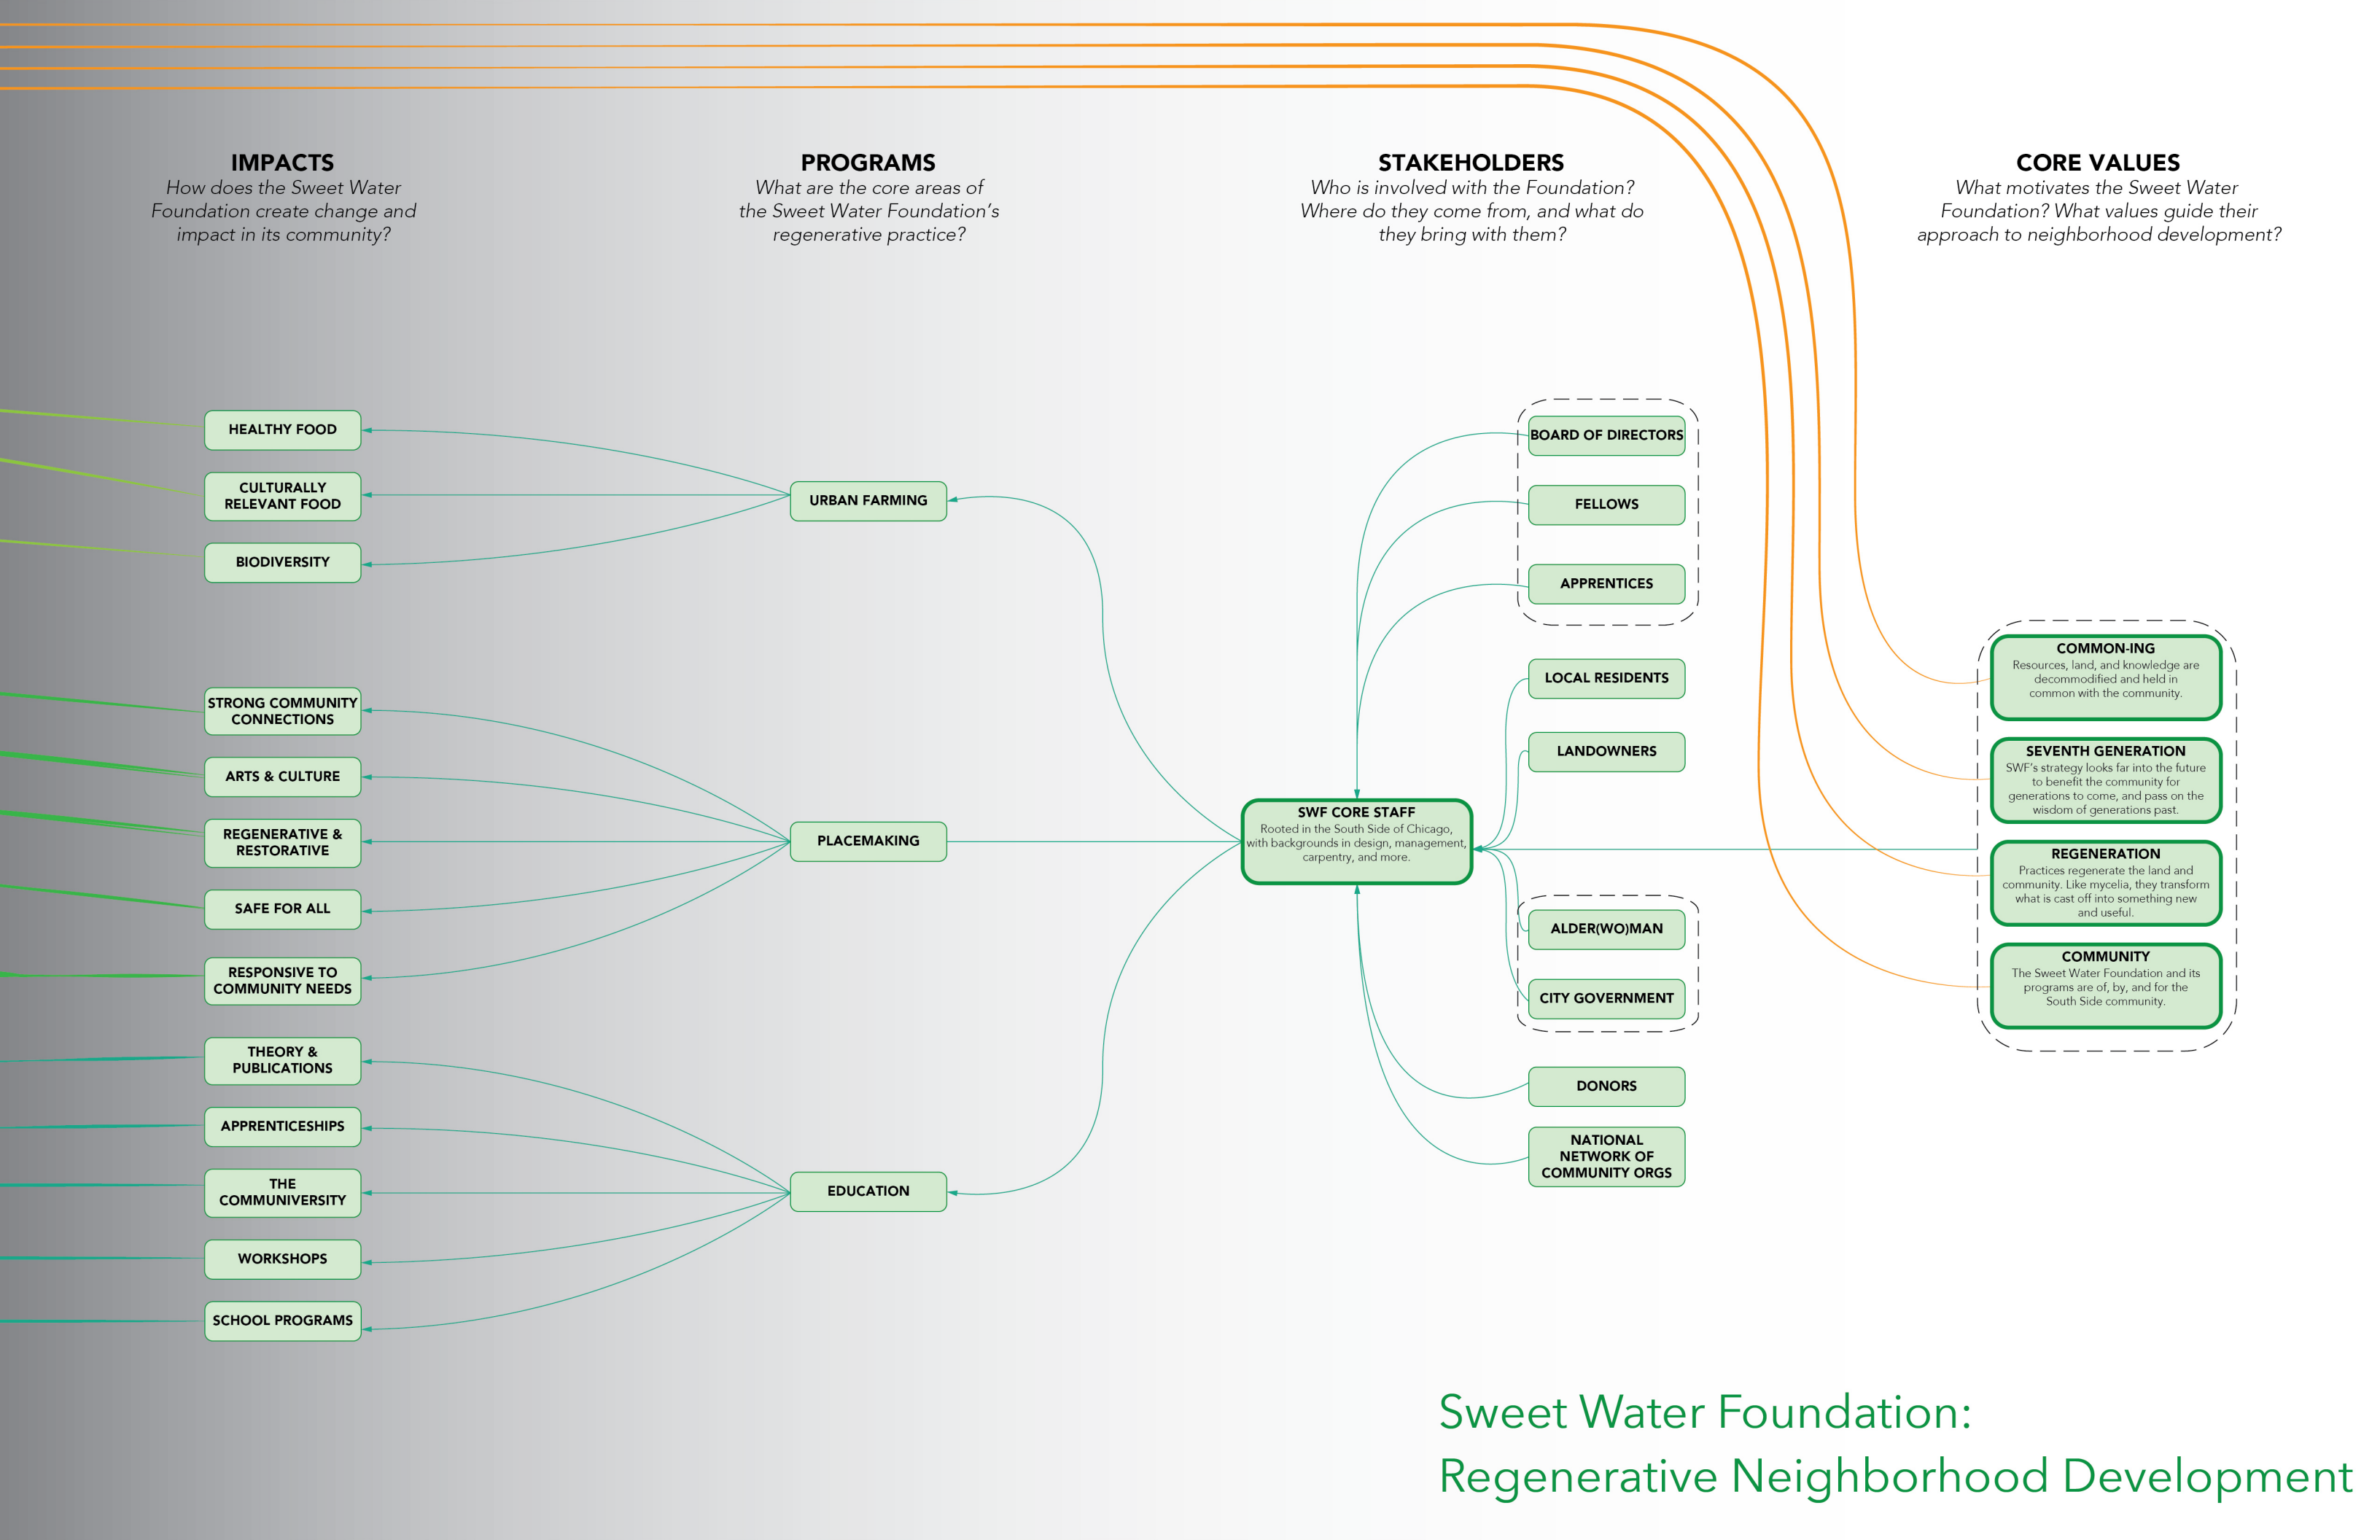 IMPACTS
How does the Sweet Water
Foundation create change and
impact in its community?
PROGRAMS
What are the core areas of
the Sweet Water Foundation's
regenerative practice?
STAKEHOLDERS
Who is involved with the Foundation?
Where do they come from, and what do
they bring with them?
CORE VALUES
What motivates the Sweet Water
Foundation? What values guide their
approach to neighborhood development?
HEALTHY FOOD
CULTURALLY
RELEVANT FOOD
BIODIVERSITY
STRONG COMMUNITY
CONNECTIONS
ARTS & CULTURE
REGENERATIVE &
RESTORATIVE
SAFE FOR ALL
RESPONSIVE TO
COMMUNITY NEEDS
THEORY &
PUBLICATIONS
APPRENTICESHIPS
THE
COMMUNIVERSITY
WORKSHOPS
SCHOOL PROGRAMS
URBAN FARMING
PLACEMAKING
EDUCATION
SWF CORE STAFF
Rooted in the South Side of Chicago,
with backgrounds in design, management,
carpentry, and more.
BOARD OF DIRECTORS
FELLOWS
APPRENTICES
LOCAL RESIDENTS
LANDOWNERS
ALDER(WO)MAN
CITY GOVERNMENT
DONORS
NATIONAL
NETWORK OF
COMMUNITY ORGS
COMMON-ING
Resources, land, and knowledge are
decommodified and held in
common with the community.
SEVENTH GENERATION
SWF's strategy looks far into the future
to benefit the community for
generations to come, and pass on the
wisdom of generations past.
REGENERATION
Practices regenerate the land and
community. Like mycelia, they transform
what is cast off into something new
and useful.
COMMUNITY
The Sweet Water Foundation and its
programs are of, by, and for the
South Side community.
Sweet Water Foundation:
Regenerative Neighborhood Development